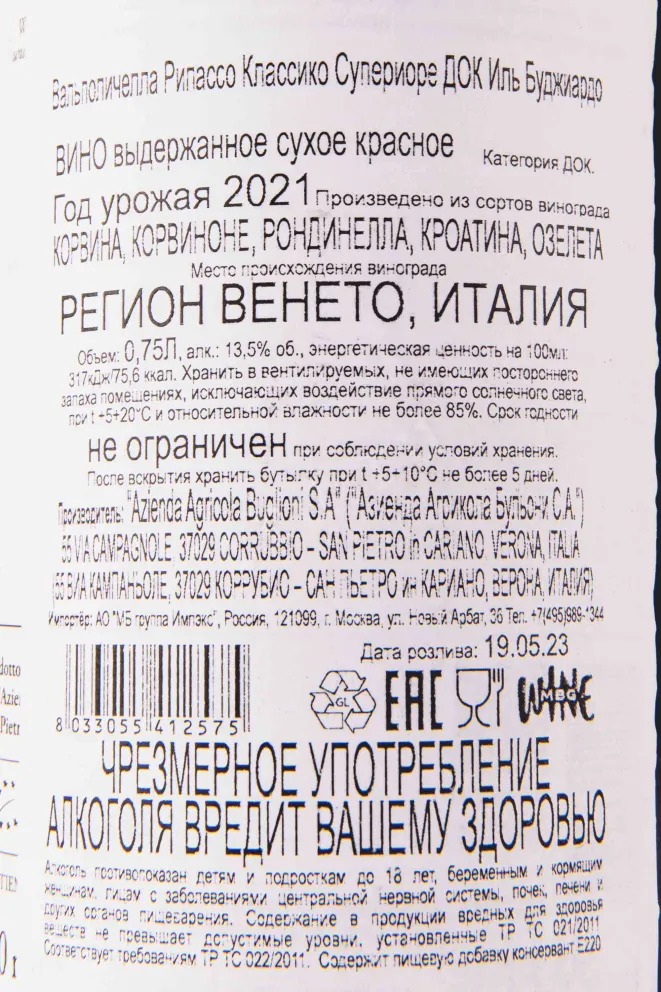 Вальполичелла Рипассо Классико Супериоре ДОК Иль Буджиардо
ВИНО выдержанное сухое красное Категория ДОК.
Год урожая 2021 Произведено из сортов винограда
КОРВИНА, КОРВИНОНЕ, РОНДИНЕЛЛА, КРОАТИНА, ОЗЕЛЕТА
Место происхождения винограда
РЕГИОН ВЕНЕТО, ИТАЛИЯ
Объем: 0,75Л, алк.: 13,5% об., энергетическая ценность на 100мл:
317кДж/75,6 ккал. Хранить в вентилируемых, не имеющих постороннего
запаха помещениях, исключающих воздействие прямого солнечного света,
при t +5+20°C и относительной влажности не более 85%. Срок годности
не ограничен при соблюдении условий хранения.
После вскрытия хранить бутылку при t +5+10°C не более 5 дней.
Производитель: "Azienda Agricola Buglioni S.A" ("Азиенда Агрикола Бульони С.А.")
55 VIA CAMPAGNOLE, 37029 CORRUBBIO – SAN PIETRO in CARIANO, VERONA, ITALIA
(55 ВИА КАМПАНЬОЛЕ, 37029 КОРРУБИО – САН ПЬЕТРО ин КАРИАНО, ВЕРОНА, ИТАЛИЯ)
Импортёр: АО "МБ группа Импэкс", Россия, 121099, г. Москва, ул. Новый Арбат, 36 Тел. +7(495)989-1344
Дата розлива: 19.05.23
8 033055 412575
GL
EAC
MBG
WINE
ЧРЕЗМЕРНОЕ УПОТРЕБЛЕНИЕ
АЛКОГОЛЯ ВРЕДИТ ВАШЕМУ ЗДОРОВЬЮ
Алкоголь противопоказан детям и подросткам до 18 лет, беременным и кормящим
женщинам, лицам с заболеваниями центральной нервной системы, почек, печени и
других органов пищеварения. Содержание в продукции вредных для здоровья
веществ не превышает допустимые уровни, установленные ТР ТС 021/2011
Соответствует требованиям ТР ТС 022/2011. Содержит пищевую добавку консервант Е220